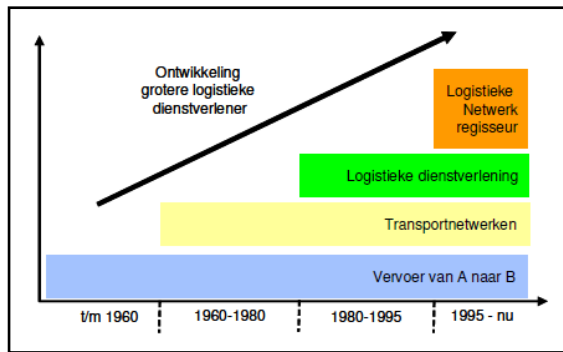 Ontwikkeling
grotere logistieke
dienstverlener
Logistieke
Netwerk
regisseur
Logistieke dienstverlening
Transportnetwerken
Vervoer van A naar B
t/m 1960
1960-1980
1980-1995
1995 - nu